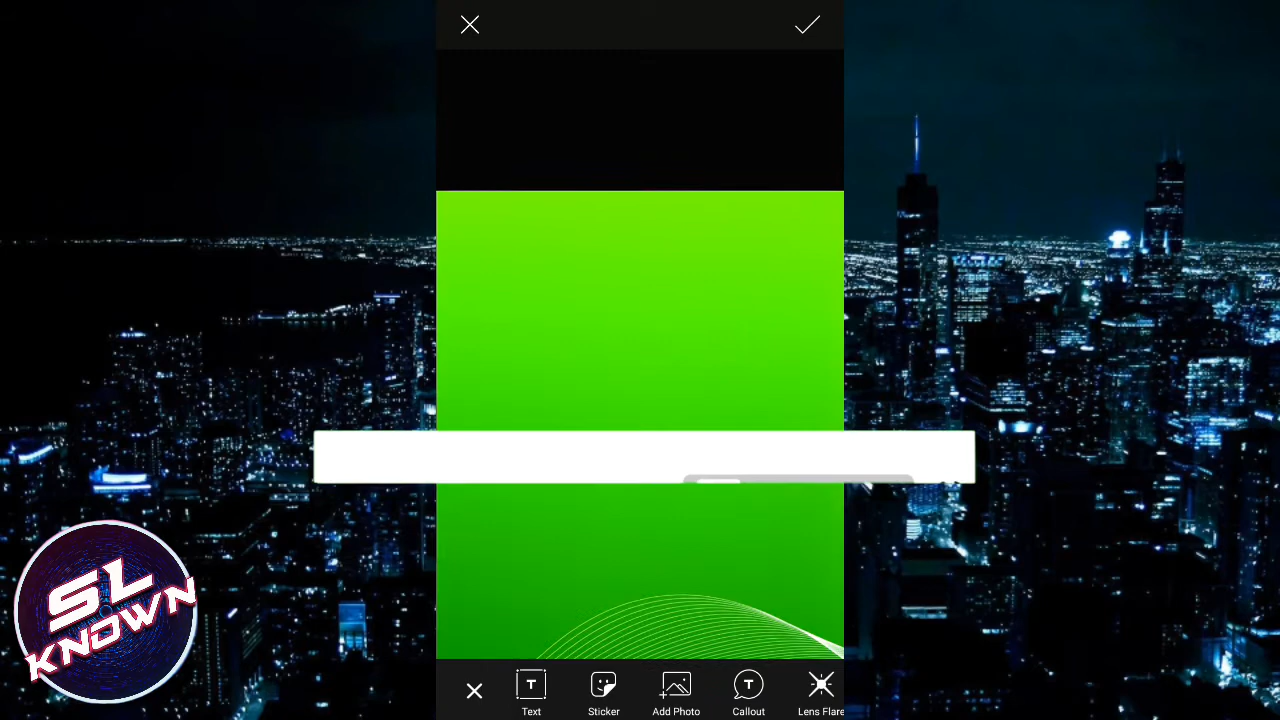 SL
KNOWN
T
T
Text
Sticker
Add Photo
Callout
Lens Flare